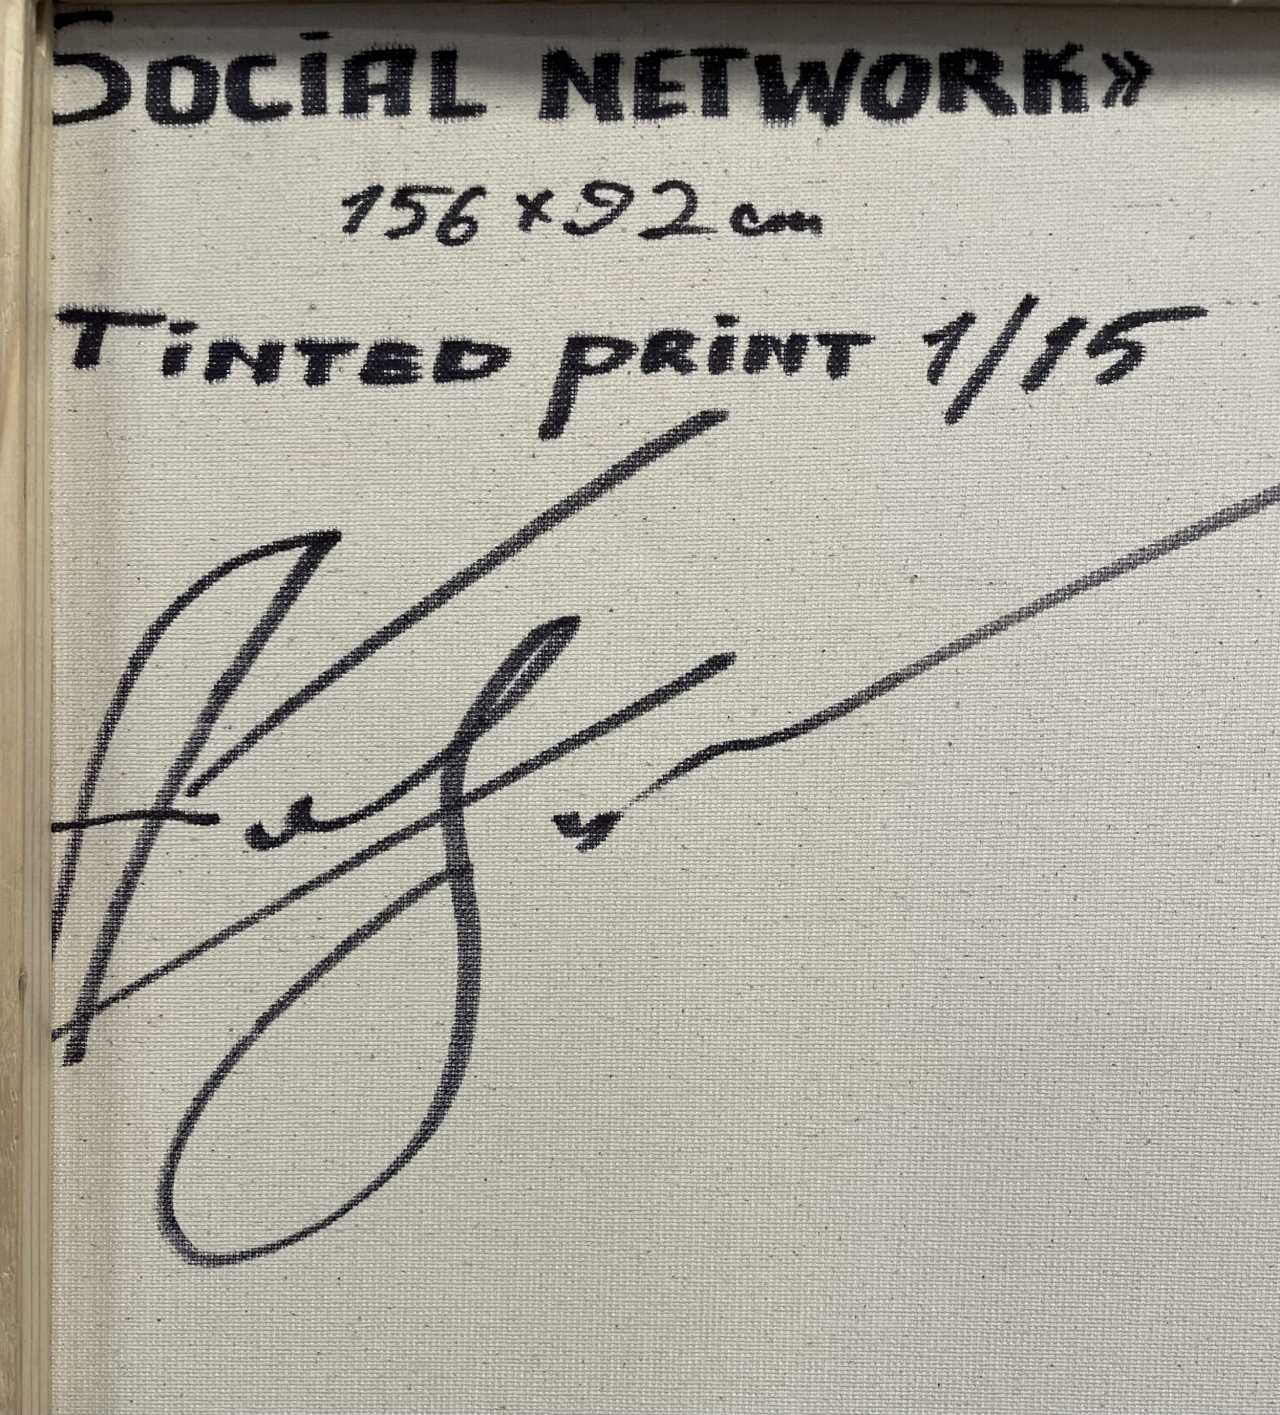 SOCIAL NETWORK»
156 × 92 cm
TINTED PRINT 1/15